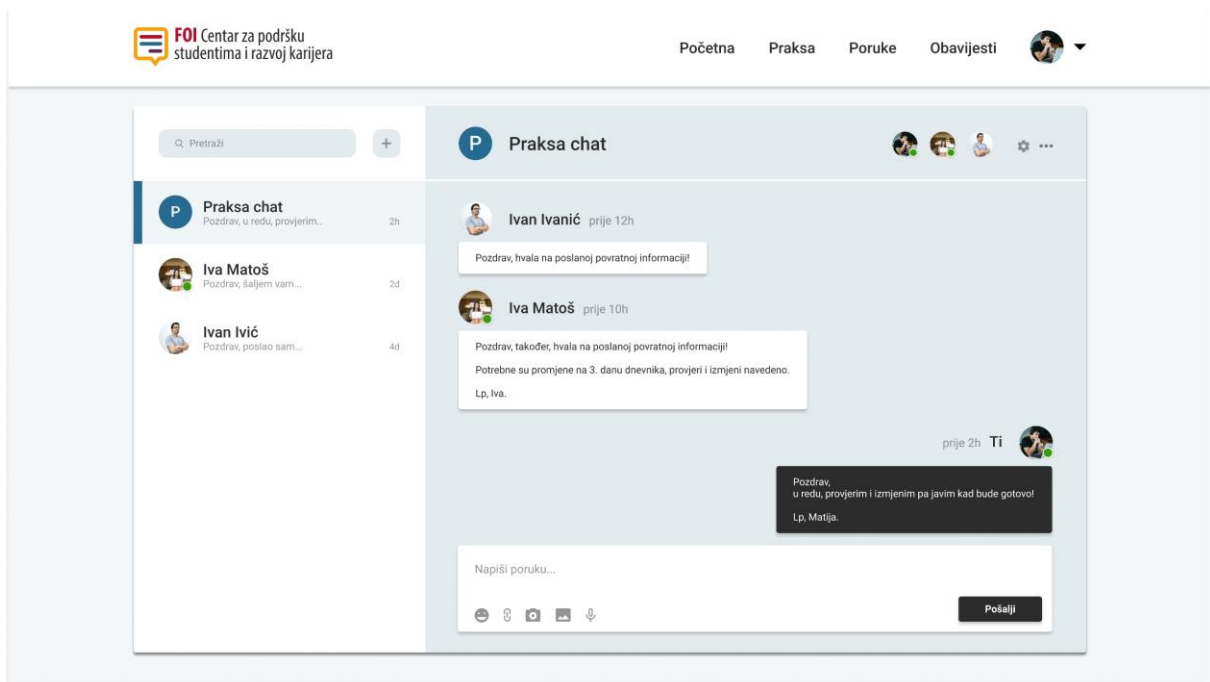 FOI Centar za podršku
studentima i razvoj karijera
Početna Praksa Poruke Obavijesti
Pretraži
+
P Praksa chat
P Praksa chat
Pozdrav, u redu, provjerim.. 2h
Iva Matoš
Pozdrav, šaljem vam... 2d
Ivan Ivić
Pozdrav, poslao sam... 4d
Ivan Ivanić prije 12h
Pozdrav, hvala na poslanoj povratnoj informaciji!
Iva Matoš prije 10h
Pozdrav, također, hvala na poslanoj povratnoj informaciji!
Potrebne su promjene na 3. danu dnevnika, provjeri i izmjeni navedeno.
Lp, Iva.
prije 2h Ti
Pozdrav,
u redu, provjerim i izmjenim pa javim kad bude gotovo!
Lp, Matija.
Napiši poruku...
Pošalji